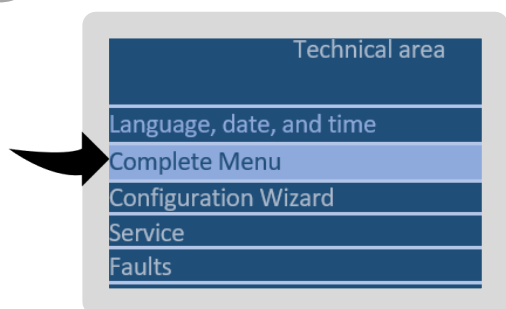 Technical area
Language, date, and time
Complete Menu
Configuration Wizard
Service
Faults